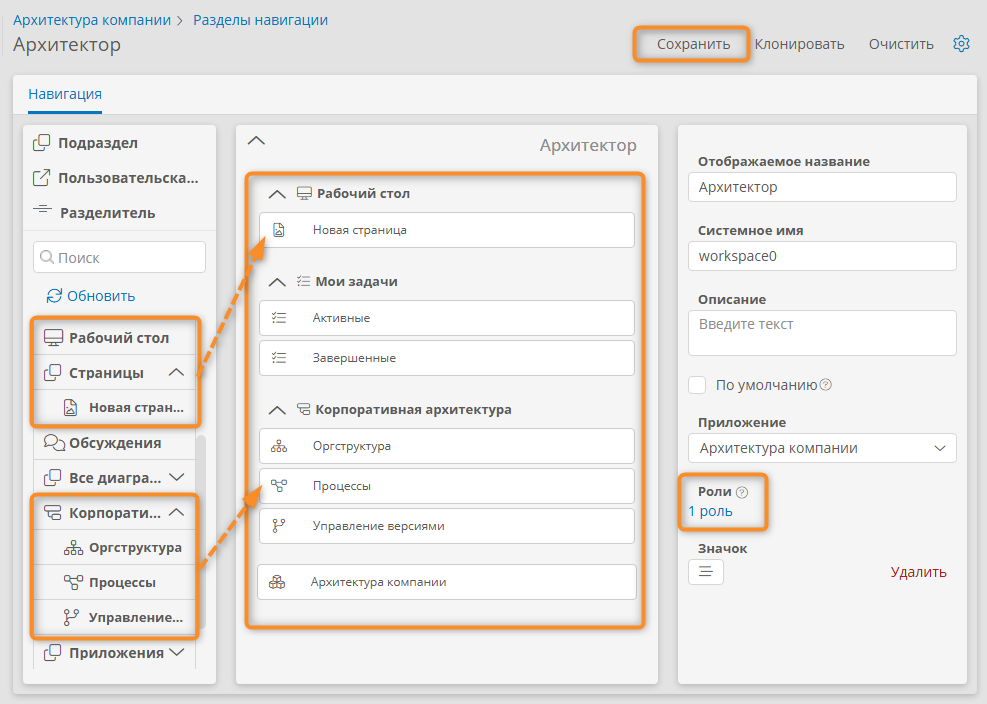 Архитектура компании > Разделы навигации
Архитектор
Сохранить Клонировать Очистить
Навигация
Подраздел
Пользовательска...
Разделитель
Поиск
Обновить
Рабочий стол
Страницы
Новая стран...
Обсуждения
Все диагра...
Корпорати...
Оргструктура
Процессы
Управление...
Приложения
Архитектор
Рабочий стол
Новая страница
Мои задачи
Активные
Завершенные
Корпоративная архитектура
Оргструктура
Процессы
Управление версиями
Архитектура компании
Отображаемое название
Архитектор
Системное имя
workspace0
Описание
Введите текст
По умолчанию ?
Приложение
Архитектура компании
Роли ?
1 роль
Значок
Удалить